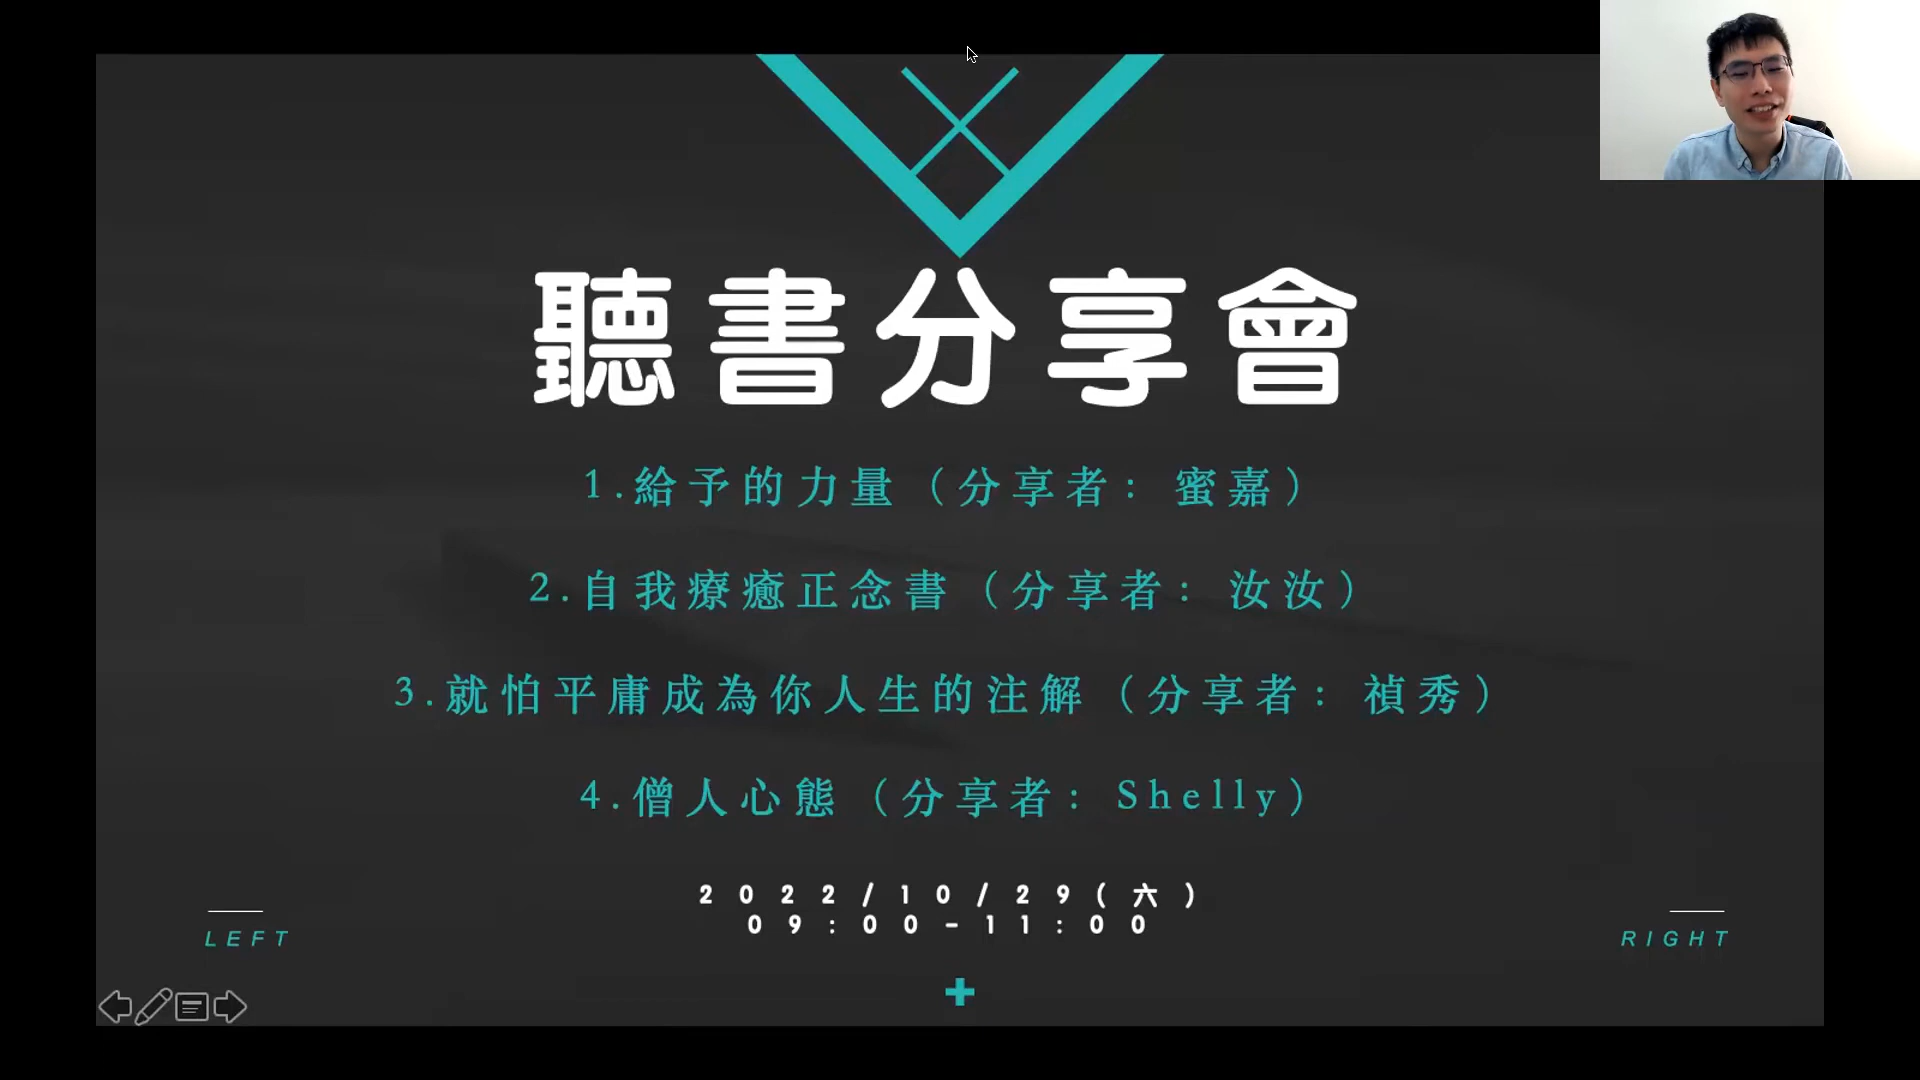 聽書分享會
1.給予的力量（分享者：蜜嘉）
2.自我療癒正念書（分享者：汝汝）
3.就怕平庸成為你人生的注解（分享者：禎秀）
4.僧人心態（分享者：Shelly）
2022/10/29(六)
09:00-11:00
LEFT
RIGHT